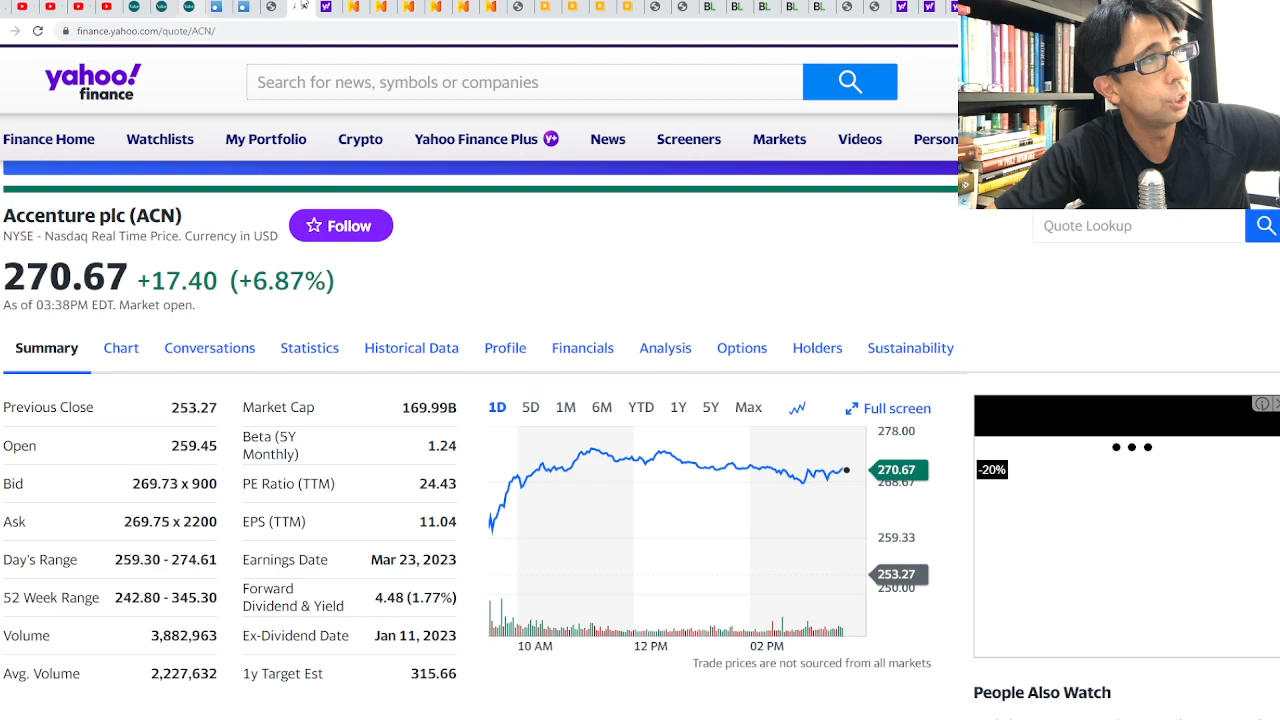 finance.yahoo.com/quote/ACN/
yahoo!
finance
Search for news, symbols or companies
Finance Home Watchlists My Portfolio Crypto Yahoo Finance Plus News Screeners Markets Videos Person
Accenture plc (ACN)
NYSE - Nasdaq Real Time Price. Currency in USD
Follow
Quote Lookup
270.67 +17.40 (+6.87%)
As of 03:38PM EDT. Market open.
Summary Chart Conversations Statistics Historical Data Profile Financials Analysis Options Holders Sustainability
Previous Close 253.27
Open 259.45
Bid 269.73 x 900
Ask 269.75 x 2200
Day's Range 259.30 - 274.61
52 Week Range 242.80 - 345.30
Volume 3,882,963
Avg. Volume 2,227,632
Market Cap 169.99B
Beta (5Y
Monthly) 1.24
PE Ratio (TTM) 24.43
EPS (TTM) 11.04
Earnings Date Mar 23, 2023
Forward
Dividend & Yield 4.48 (1.77%)
Ex-Dividend Date Jan 11, 2023
1y Target Est 315.66
1D 5D 1M 6M YTD 1Y 5Y Max Full screen
278.00
270.67
268.67
259.33
253.27
250.00
10 AM 12 PM 02 PM
Trade prices are not sourced from all markets
-20%
People Also Watch